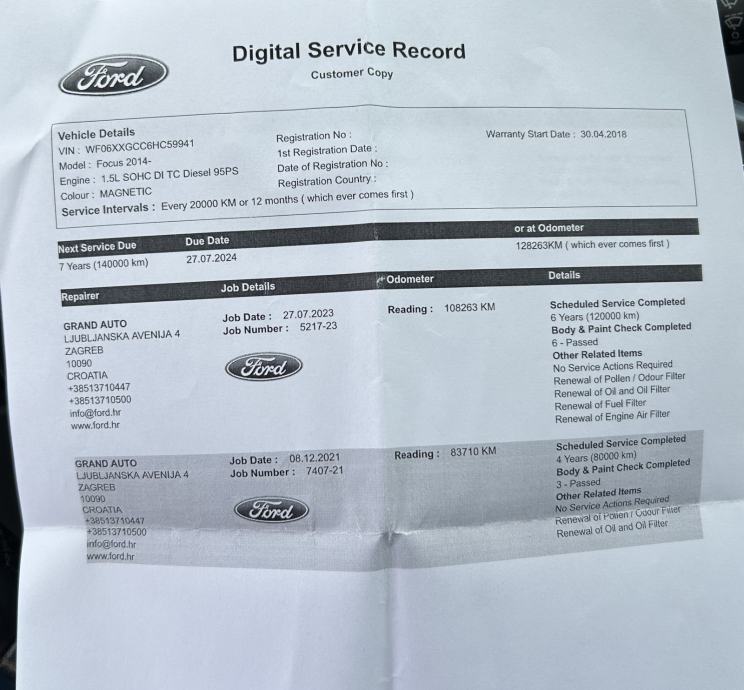 Ford
Digital Service Record
Customer Copy
Vehicle Details
VIN : WF06XXGCC6HC59941
Model : Focus 2014-
Engine : 1.5L SOHC DI TC Diesel 95PS
Colour : MAGNETIC
Service Intervals : Every 20000 KM or 12 months ( which ever comes first )
Registration No :
1st Registration Date :
Date of Registration No :
Registration Country :
Warranty Start Date : 30.04.2018
Next Service Due
Due Date
or at Odometer
7 Years (140000 km)
27.07.2024
128263KM ( which ever comes first )
Repairer
Job Details
Odometer
Details
GRAND AUTO
LJUBLJANSKA AVENIJA 4
ZAGREB
10090
CROATIA
+38513710447
+38513710500
info@ford.hr
www.ford.hr
Job Date : 27.07.2023
Job Number : 5217-23
Ford
Reading : 108263 KM
Scheduled Service Completed
6 Years (120000 km)
Body & Paint Check Completed
6 - Passed
Other Related Items
No Service Actions Required
Renewal of Pollen / Odour Filter
Renewal of Oil and Oil Filter
Renewal of Fuel Filter
Renewal of Engine Air Filter
GRAND AUTO
LJUBLJANSKA AVENIJA 4
ZAGREB
10090
CROATIA
+38513710447
+38513710500
info@ford.hr
www.ford.hr
Job Date : 08.12.2021
Job Number : 7407-21
Ford
Reading : 83710 KM
Scheduled Service Completed
4 Years (80000 km)
Body & Paint Check Completed
3 - Passed
Other Related Items
No Service Actions Required
Renewal of Pollen / Odour Filter
Renewal of Oil and Oil Filter